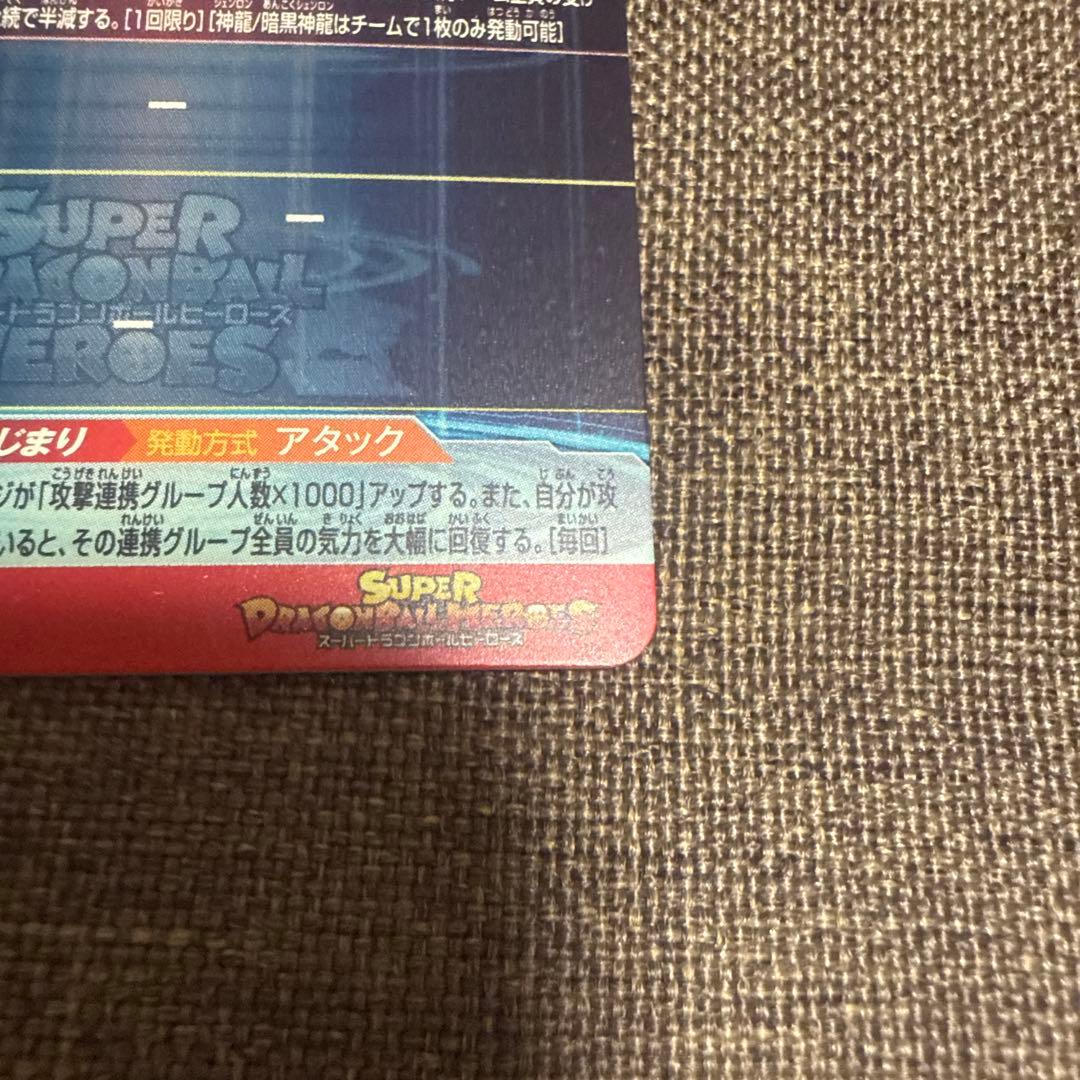 続で半減する。[1回限り][神龍/暗黒神龍はチームで1枚のみ発動可能]
SUPER
DRAGONBALL
ードラゴンボールヒーローズ
HEROES
じまり 発動方式 アタック
ジが「攻撃連携グループ人数×1000」アップする。また、自分が攻
いると、その連携グループ全員の気力を大幅に回復する。[毎回]
SUPER
DRAGONBALL HEROES
スーパードラゴンボールヒーローズ